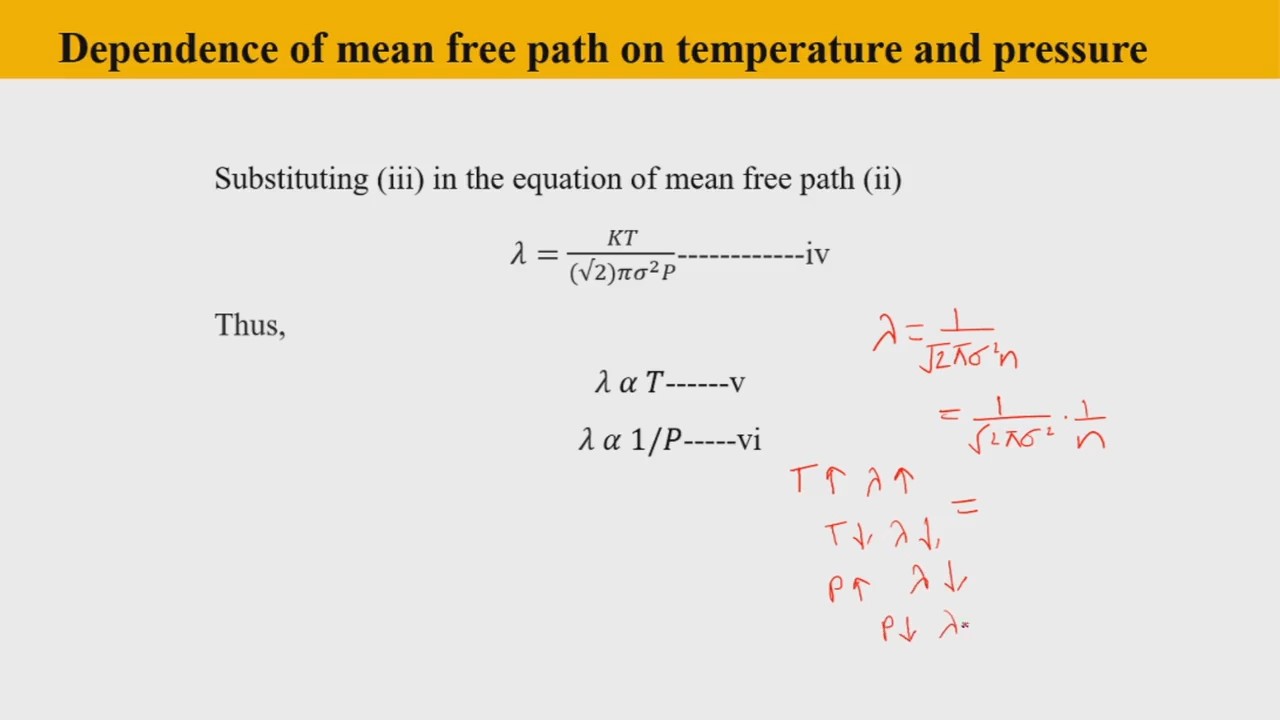 Dependence of mean free path on temperature and pressure
Substituting (iii) in the equation of mean free path (ii)
λ = KT / (√2)πσ²P ------------iv
Thus,
λ = 1 / √2πσ²n
λ α T------v
= 1 / √2πσ² · 1 / n
λ α 1/P-----vi
T↑ λ↑
=
T↓ λ↓
P↑ λ↓
P↓ λ